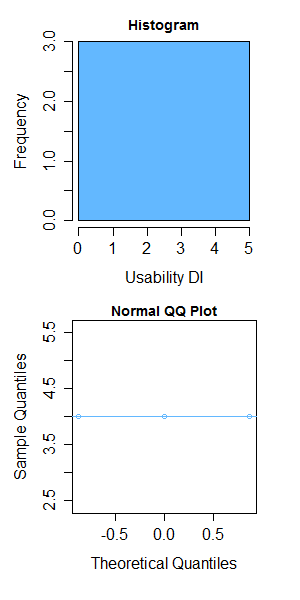 Histogram
3.0
2.0
1.0
0.0
Frequency
0 1 2 3 4 5
Usability DI
Normal QQ Plot
5.5
4.5
3.5
2.5
Sample Quantiles
-0.5 0.0 0.5
Theoretical Quantiles